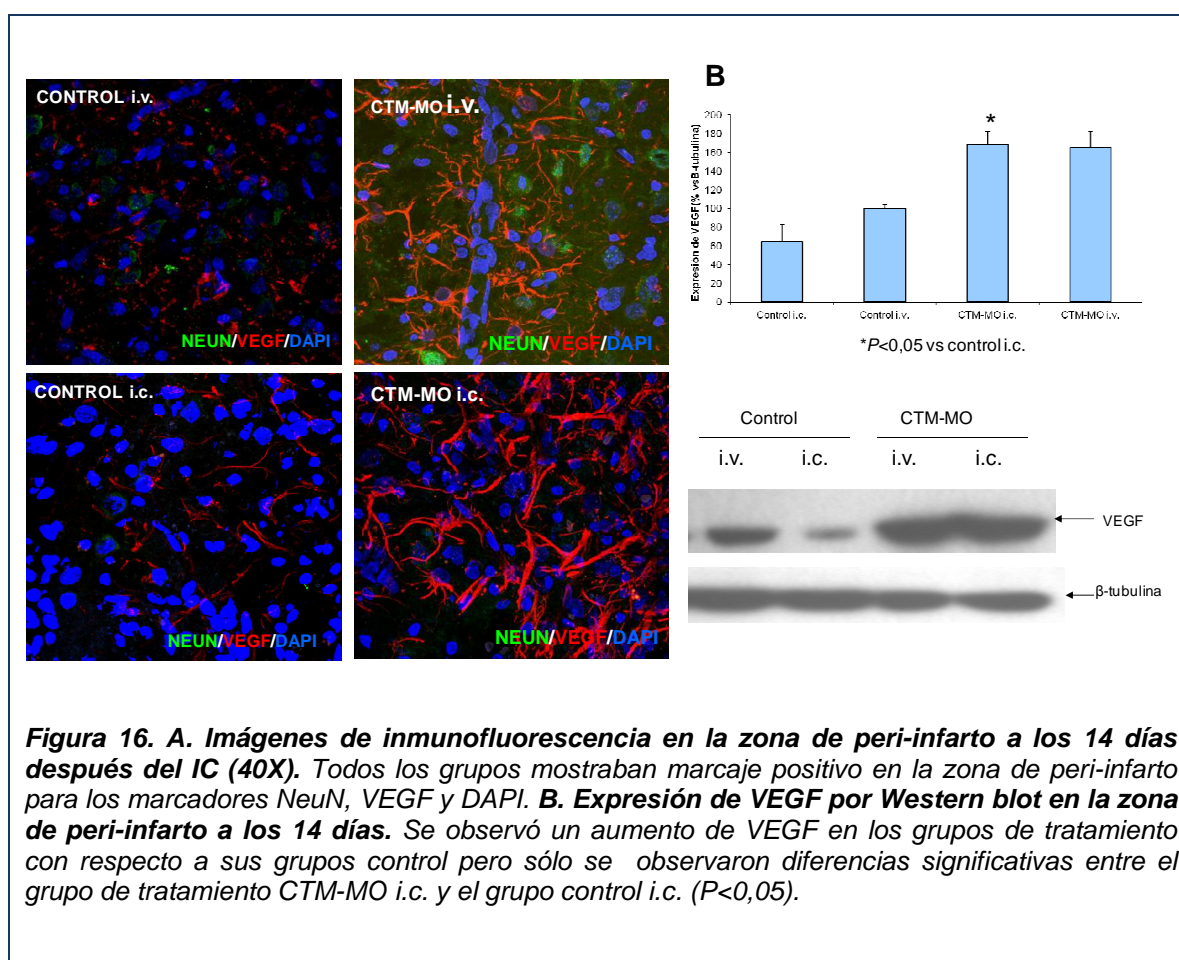 CONTROL i.v.
NEUN/VEGF/DAPI
CTM-MO i.v.
NEUN/VEGF/DAPI
CONTROL i.c.
NEUN/VEGF/DAPI
CTM-MO i.c.
NEUN/VEGF/DAPI
B
Expresión de VEGF(% vsB-tubulina)
200
180
160
140
120
100
80
60
40
20
0
Control i.c.
Control i.v.
CTM-MO i.c.
CTM-MO i.v.
*
*P<0,05 vs control i.c.
Control CTM-MO
i.v. i.c. i.v. i.c.
VEGF
β-tubulina
Figura 16. A. Imágenes de inmunofluorescencia en la zona de peri-infarto a los 14 días
después del IC (40X). Todos los grupos mostraban marcaje positivo en la zona de peri-infarto
para los marcadores NeuN, VEGF y DAPI. B. Expresión de VEGF por Western blot en la zona
de peri-infarto a los 14 días. Se observó un aumento de VEGF en los grupos de tratamiento
con respecto a sus grupos control pero sólo se observaron diferencias significativas entre el
grupo de tratamiento CTM-MO i.c. y el grupo control i.c. (P<0,05).